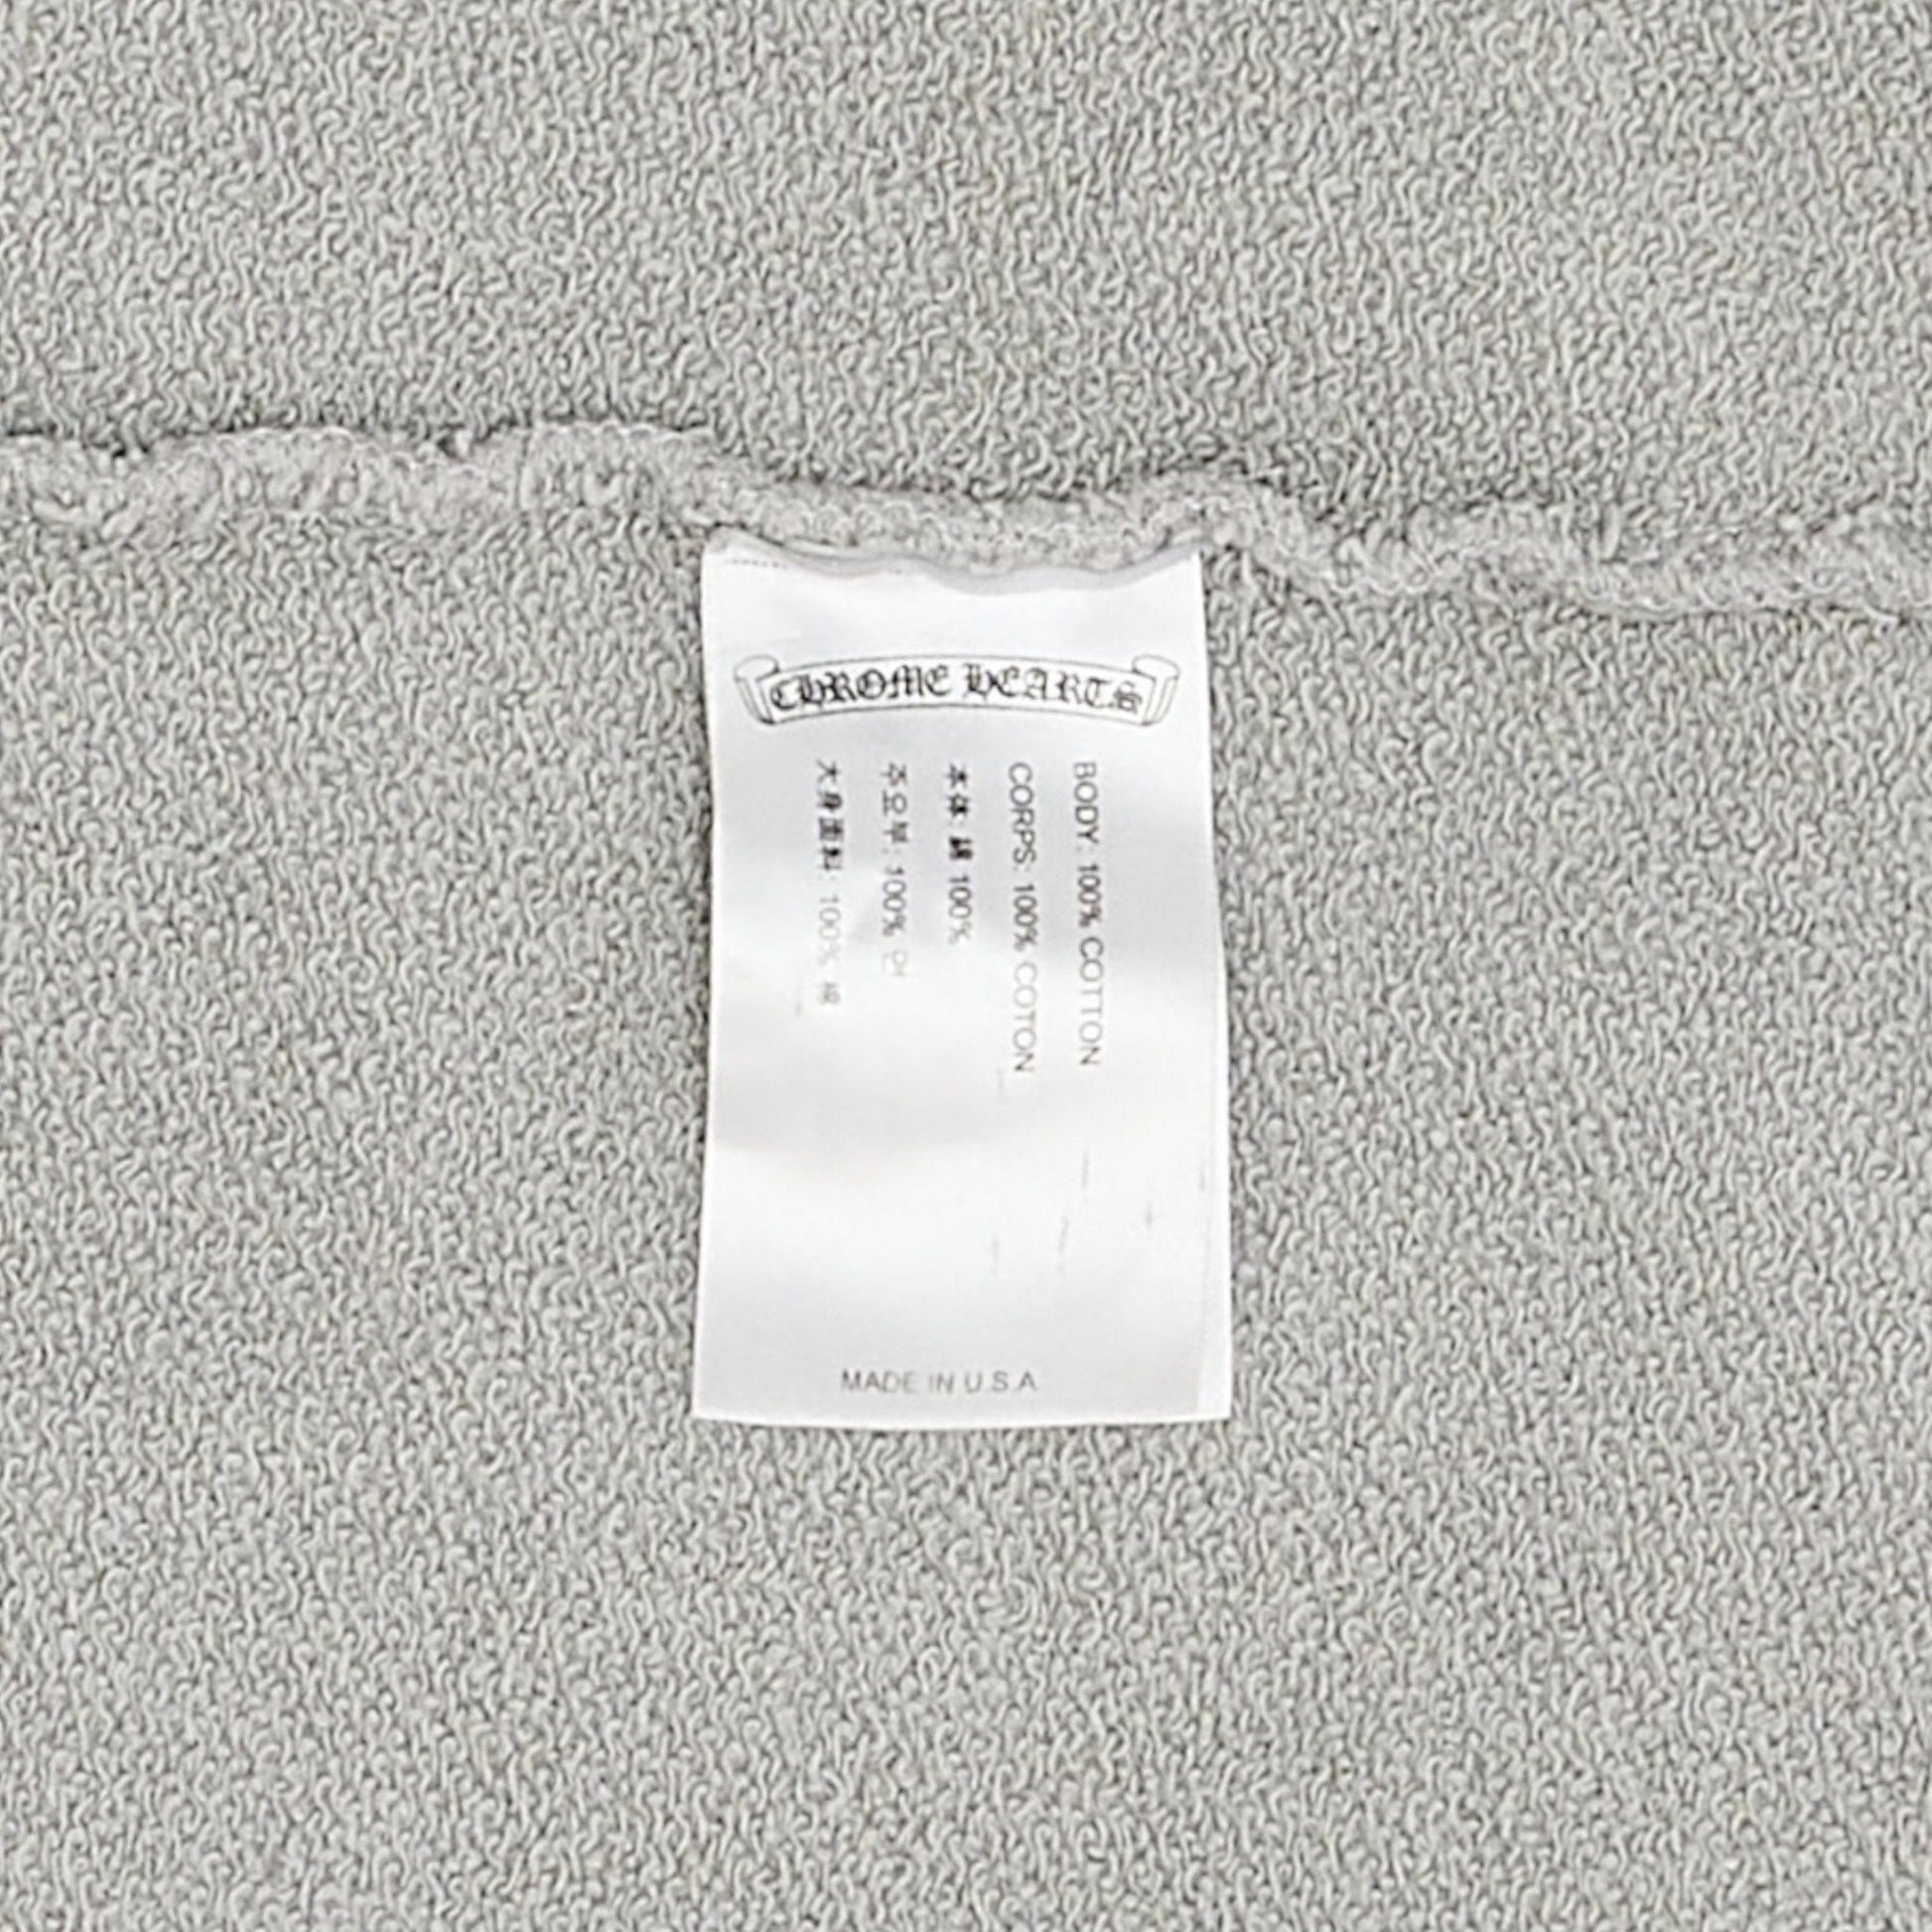 CHROME HEARTS
BODY 100% COTTON
CORPS: 100% COTON
本体 綿 100%
주요부: 100% 면
大身面料: 100% 棉
MADE IN U.S.A